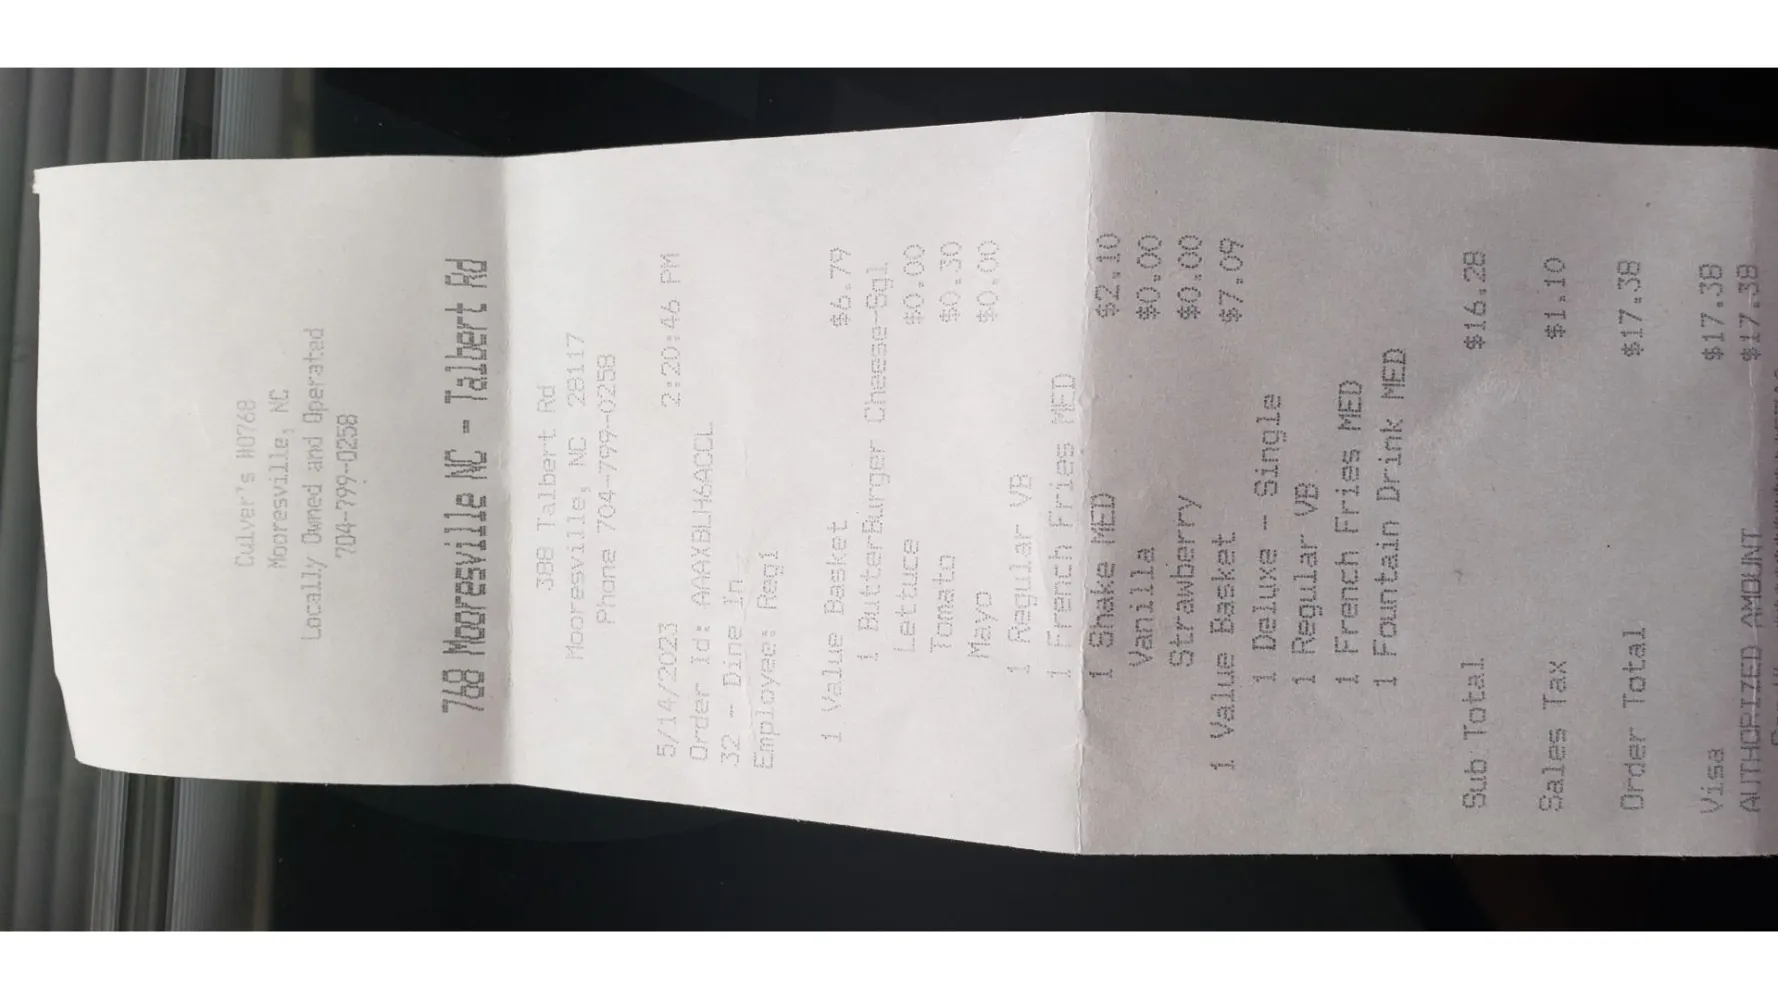 Culver's #0768
Mooresville, NC
Locally Owned and Operated
704-799-0258
768 Mooresville NC - Talbert Rd
388 Talbert Rd
Mooresville, NC 28117
Phone 704-799-0258
5/14/2023 2:20:46 PM
Order Id: AAAXBLH6ACCL
32 - Dine In
Employee: Reg1
1 Value Basket $6.79
1 ButterBurger Cheese-Sgl
Lettuce $0.00
Tomato $0.30
Mayo $0.00
1 Regular VB
1 French Fries MED
1 Shake MED $2.10
Vanilla $0.00
Strawberry $0.00
1 Value Basket $7.09
1 Deluxe - Single
1 Regular VB
1 French Fries MED
1 Fountain Drink MED
Sub Total $16.28
Sales Tax $1.10
Order Total $17.38
Visa $17.38
AUTHORIZED AMOUNT $17.38